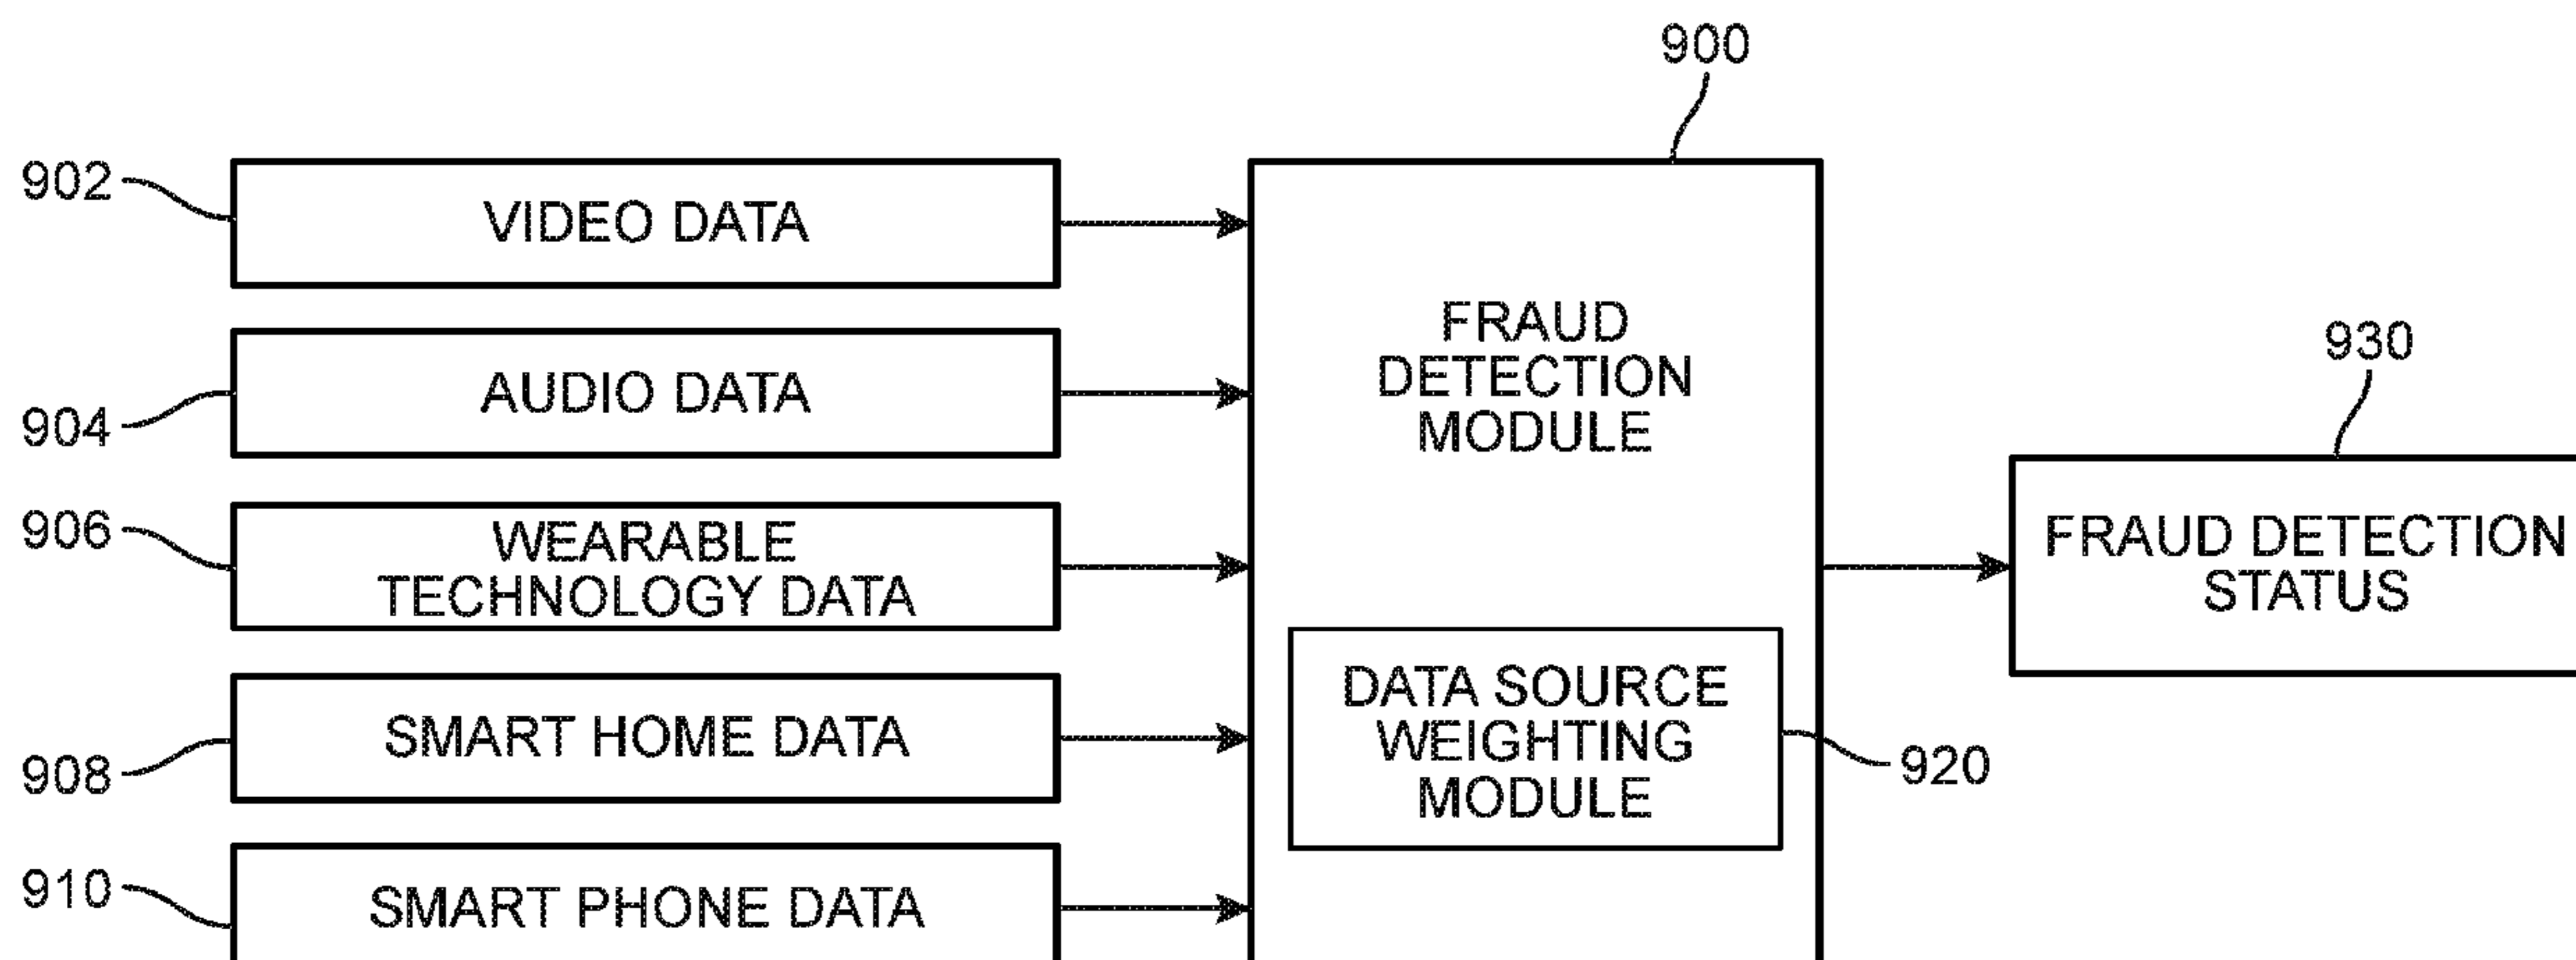 900
902
VIDEO DATA
904
AUDIO DATA
906
WEARABLE
TECHNOLOGY DATA
908
SMART HOME DATA
910
SMART PHONE DATA
FRAUD
DETECTION
MODULE
DATA SOURCE
WEIGHTING
MODULE
920
930
FRAUD DETECTION
STATUS